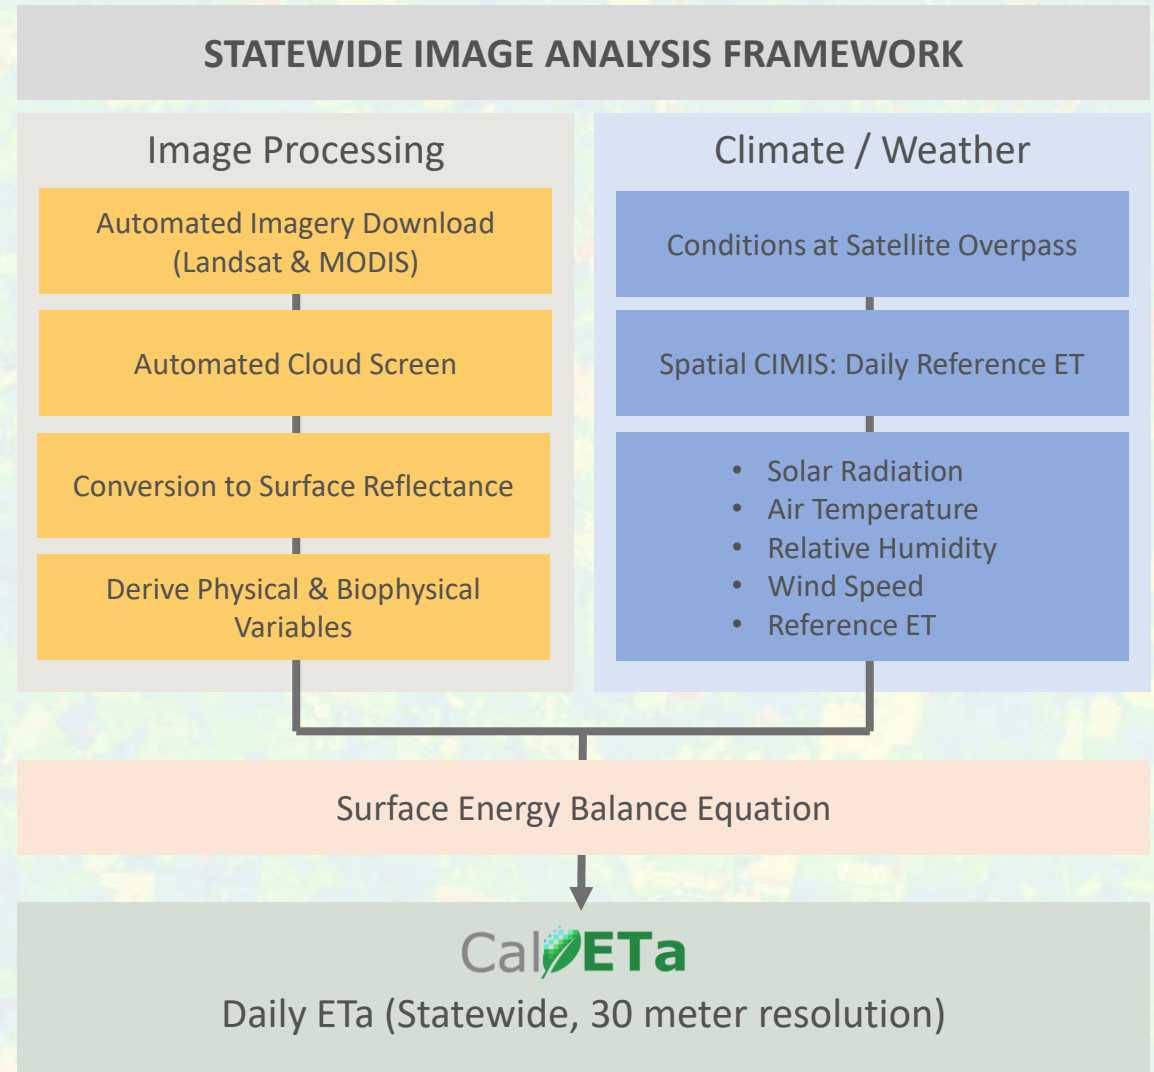 STATEWIDE IMAGE ANALYSIS FRAMEWORK
Image Processing
Automated Imagery Download
(Landsat & MODIS)
Automated Cloud Screen
Conversion to Surface Reflectance
Derive Physical & Biophysical
Variables
Climate / Weather
Conditions at Satellite Overpass
Spatial CIMIS: Daily Reference ET
• Solar Radiation
• Air Temperature
• Relative Humidity
• Wind Speed
• Reference ET
Surface Energy Balance Equation
CalETa
Daily ETa (Statewide, 30 meter resolution)